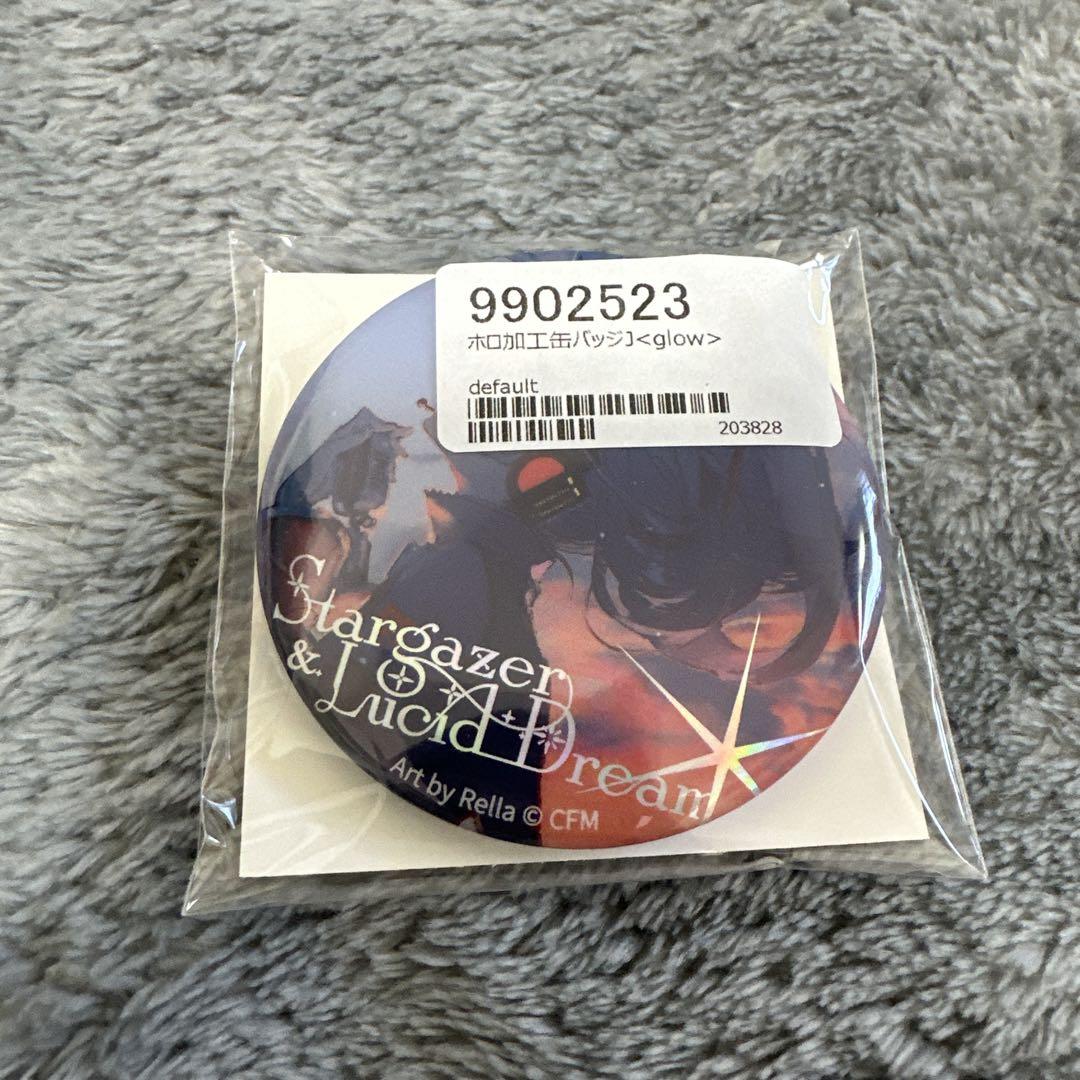 9902523
ホロ加工缶バッジ]<glow>
default
203828
Stargazer
& Lucid Dream
Art by Rella © CFM